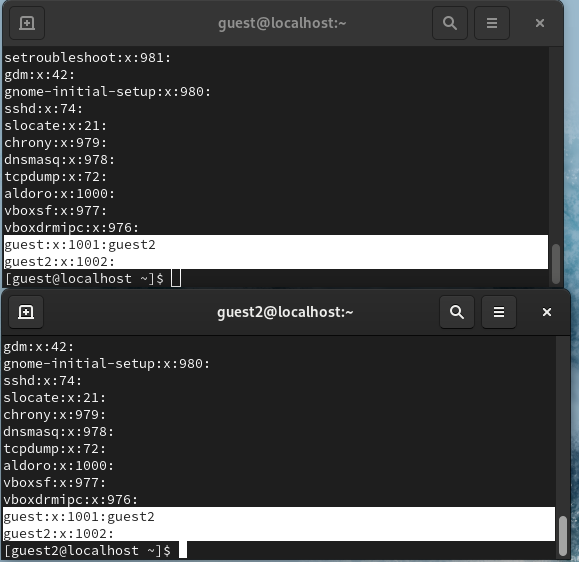 guest@localhost:~
setroubleshoot:x:981:
gdm:x:42:
gnome-initial-setup:x:980:
sshd:x:74:
slocate:x:21:
chrony:x:979:
dnsmasq:x:978:
tcpdump:x:72:
aldoro:x:1000:
vboxsf:x:977:
vboxdrmipc:x:976:
guest:x:1001:guest2
guest2:x:1002:
[guest@localhost ~]$
guest2@localhost:~
gdm:x:42:
gnome-initial-setup:x:980:
sshd:x:74:
slocate:x:21:
chrony:x:979:
dnsmasq:x:978:
tcpdump:x:72:
aldoro:x:1000:
vboxsf:x:977:
vboxdrmipc:x:976:
guest:x:1001:guest2
guest2:x:1002:
[guest2@localhost ~]$